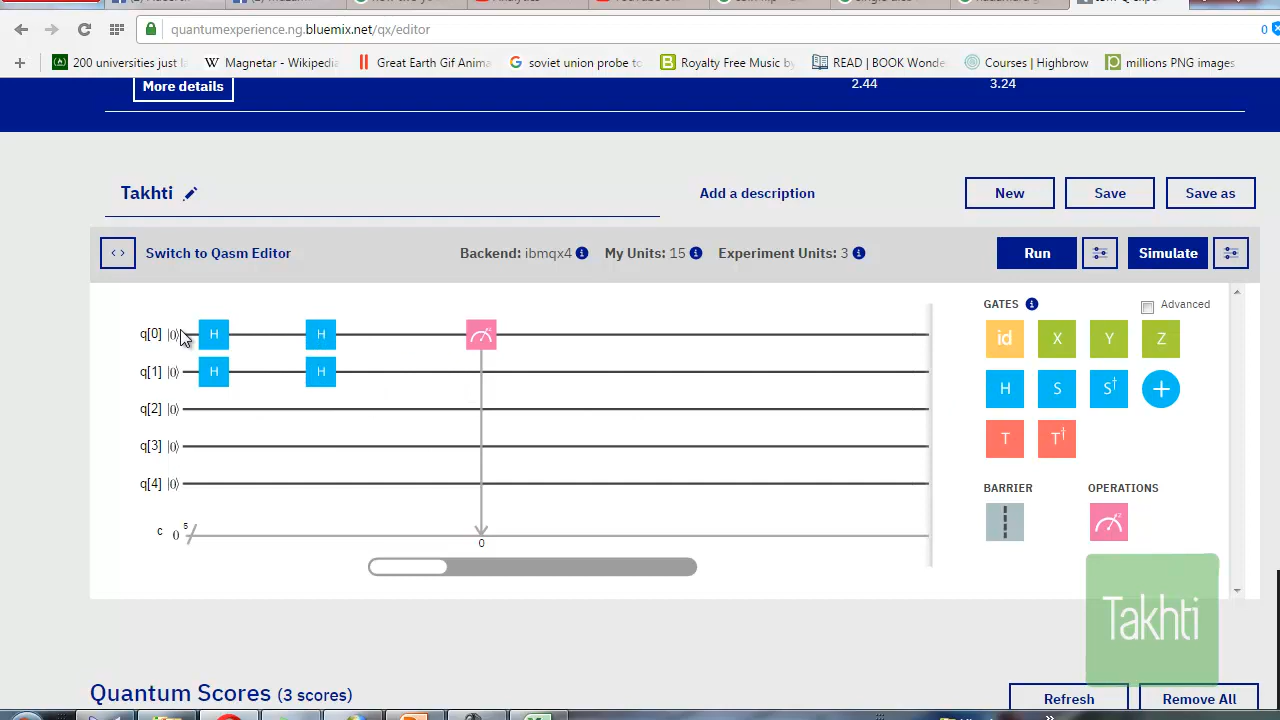 quantumexperience.ng.bluemix.net/qx/editor
0
200 universities just la
Magnetar - Wikipedia
Great Earth Gif Anima
soviet union probe to
Royalty Free Music by
READ | BOOK Wonde
Courses | Highbrow
millions PNG images
More details
2.44
3.24
Takhti
Add a description
New
Save
Save as
Switch to Qasm Editor
Backend: ibmqx4
My Units: 15
Experiment Units: 3
Run
Simulate
GATES
Advanced
q[0] |0⟩ H H
q[1] |0⟩ H H
q[2] |0⟩
q[3] |0⟩
q[4] |0⟩
c 0 5
0
id X Y Z
H S S† +
T T†
BARRIER
OPERATIONS
Takhti
Quantum Scores (3 scores)
Refresh
Remove All